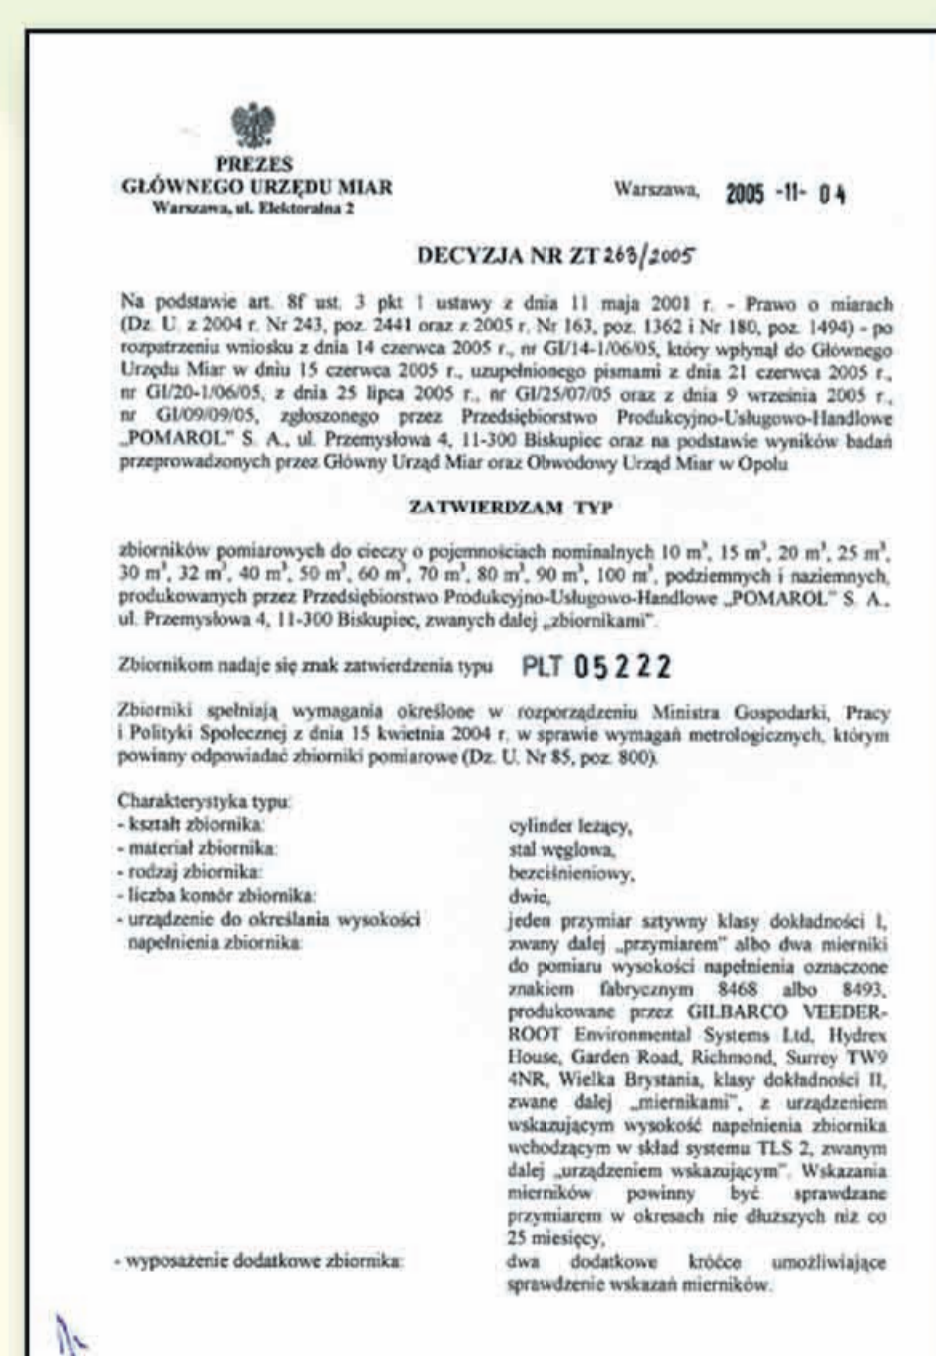 PREZES
GŁÓWNEGO URZĘDU MIAR
Warszawa, ul. Elektoralna 2
Warszawa, 2005 -11- 04
DECYZJA NR ZT 263/2005
Na podstawie art. 8f ust. 3 pkt 1 ustawy z dnia 11 maja 2001 r. - Prawo o miarach
(Dz. U. z 2004 r. Nr 243, poz. 2441 oraz z 2005 r. Nr 163, poz. 1362 i Nr 180, poz. 1494) - po
rozpatrzeniu wniosku z dnia 14 czerwca 2005 r., nr GI/14-1/06/05, który wpłynął do Głównego
Urzędu Miar w dniu 15 czerwca 2005 r., uzupełnionego pismami z dnia 21 czerwca 2005 r.,
nr GI/20-1/06/05, z dnia 25 lipca 2005 r., nr GI/25/07/05 oraz z dnia 9 września 2005 r.,
nr GI/09/09/05, zgłoszonego przez Przedsiębiorstwo Produkcyjno-Usługowo-Handlowe
„POMAROL" S. A., ul. Przemysłowa 4, 11-300 Biskupiec oraz na podstawie wyników badań
przeprowadzonych przez Główny Urząd Miar oraz Obwodowy Urząd Miar w Opolu
ZATWIERDZAM TYP
zbiorników pomiarowych do cieczy o pojemnościach nominalnych 10 m³, 15 m³, 20 m³, 25 m³,
30 m³, 32 m³, 40 m³, 50 m³, 60 m³, 70 m³, 80 m³, 90 m³, 100 m³, podziemnych i naziemnych,
produkowanych przez Przedsiębiorstwo Produkcyjno-Usługowo-Handlowe „POMAROL" S. A.,
ul. Przemysłowa 4, 11-300 Biskupiec, zwanych dalej „zbiornikami".
Zbiornikom nadaje się znak zatwierdzenia typu PLT 05222
Zbiorniki spełniają wymagania określone w rozporządzeniu Ministra Gospodarki, Pracy
i Polityki Społecznej z dnia 15 kwietnia 2004 r. w sprawie wymagań metrologicznych, którym
powinny odpowiadać zbiorniki pomiarowe (Dz. U. Nr 85, poz. 800).
Charakterystyka typu:
- kształt zbiornika: cylinder leżący,
- materiał zbiornika: stal węglowa,
- rodzaj zbiornika: bezciśnieniowy,
- liczba komór zbiornika: dwie,
- urządzenie do określania wysokości jeden przymiar sztywny klasy dokładności I,
napełnienia zbiornika: zwany dalej „przymiarem" albo dwa mierniki
do pomiaru wysokości napełnienia oznaczone
znakiem fabrycznym 8468 albo 8493,
produkowane przez GILBARCO VEEDER-
ROOT Environmental Systems Ltd, Hydrex
House, Garden Road, Richmond, Surrey TW9
4NR, Wielka Brystania, klasy dokładności II,
zwane dalej „miernikami", z urządzeniem
wskazującym wysokość napełnienia zbiornika
wchodzącym w skład systemu TLS 2, zwanym
dalej „urządzeniem wskazującym". Wskazania
mierników powinny być sprawdzane
przymiarem w okresach nie dłuższych niż co
25 miesięcy,
- wyposażenie dodatkowe zbiornika: dwa dodatkowe króćce umożliwiające
sprawdzenie wskazań mierników.